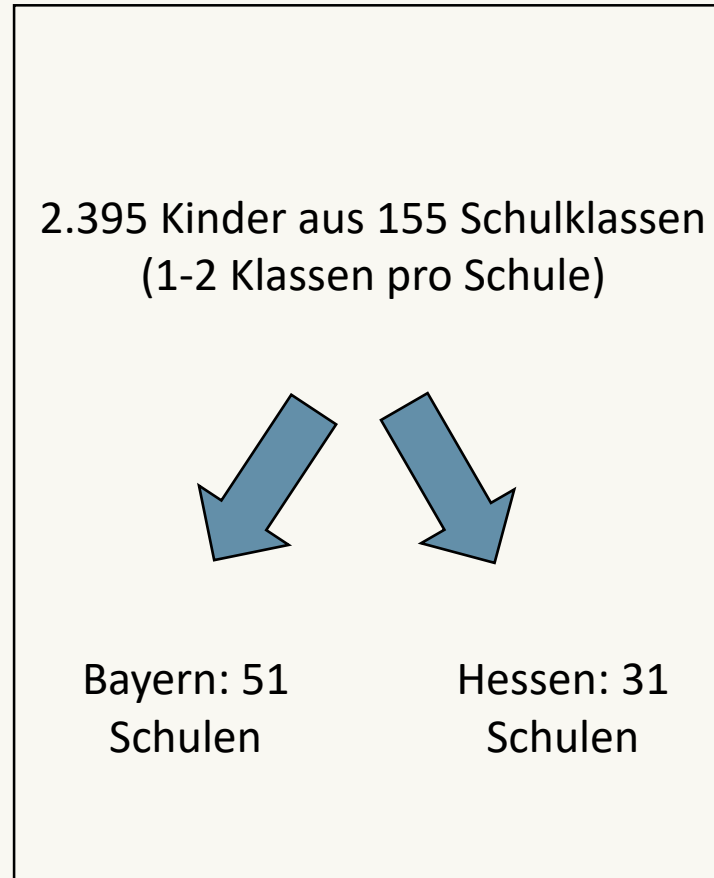 2.395 Kinder aus 155 Schulklassen
(1-2 Klassen pro Schule)
Bayern: 51
Schulen
Hessen: 31
Schulen